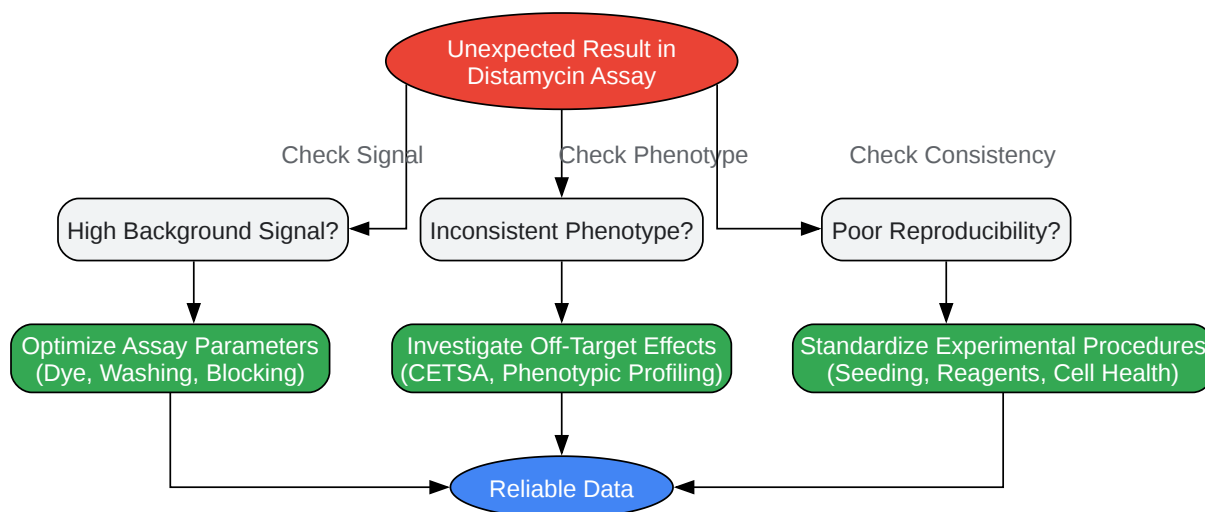 Unexpected Result in
Distamycin Assay
Check Signal
Check Phenotype
Check Consistency
High Background Signal?
Inconsistent Phenotype?
Poor Reproducibility?
Optimize Assay Parameters
(Dye, Washing, Blocking)
Investigate Off-Target Effects
(CETSA, Phenotypic Profiling)
Standardize Experimental Procedures
(Seeding, Reagents, Cell Health)
Reliable Data